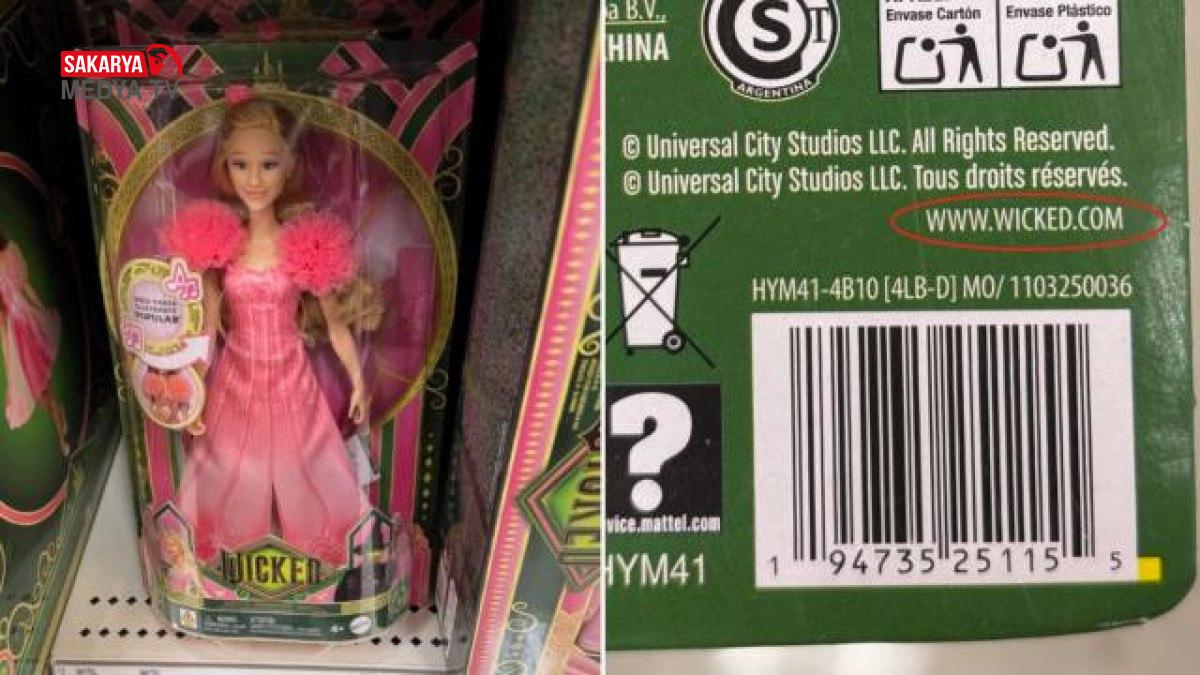 SAKARYA
MEDYA TV
"POPULAR"
WICKED
a B.V.,
CHINA
ARGENTINA
Envase Cartón
Envase Plástico
© Universal City Studios LLC. All Rights Reserved.
© Universal City Studios LLC. Tous droits réservés.
WWW.WICKED.COM
HYM41-4B10 [4LB-D] MO/ 1103250036
?
vice.mattel.com
HYM41
1 94735 25115 5